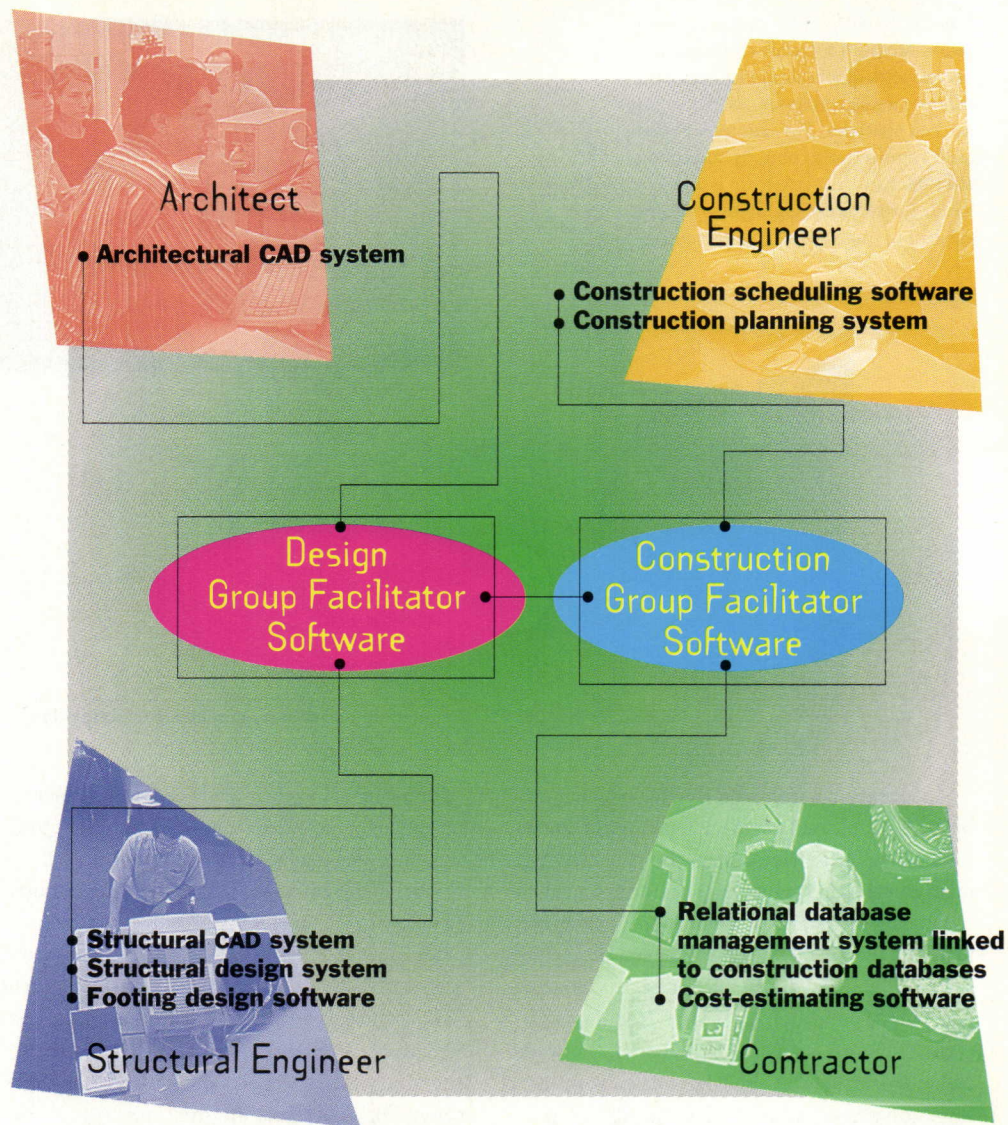 Architect
Architectural CAD system
Construction
Engineer
Construction scheduling software
Construction planning system
Design
Group Facilitator
Software
Construction
Group Facilitator
Software
Structural CAD system
Structural design system
Footing design software
Structural Engineer
Relational database
management system linked
to construction databases
Cost-estimating software
Contractor